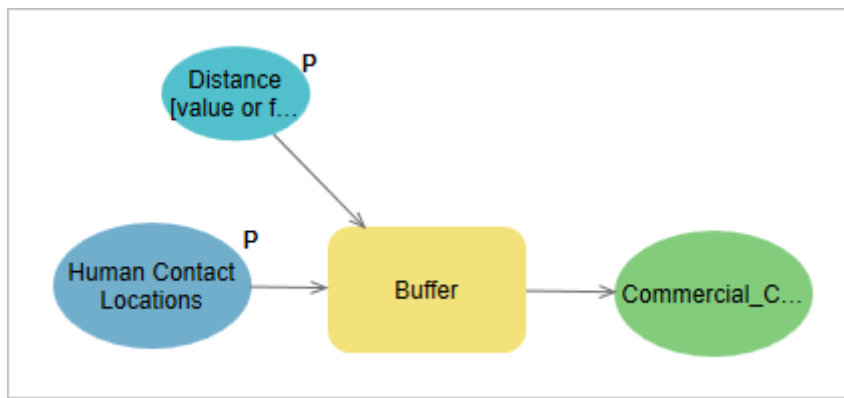 P
Distance
[value or f...
P
Human Contact
Locations
Buffer
Commercial_C...